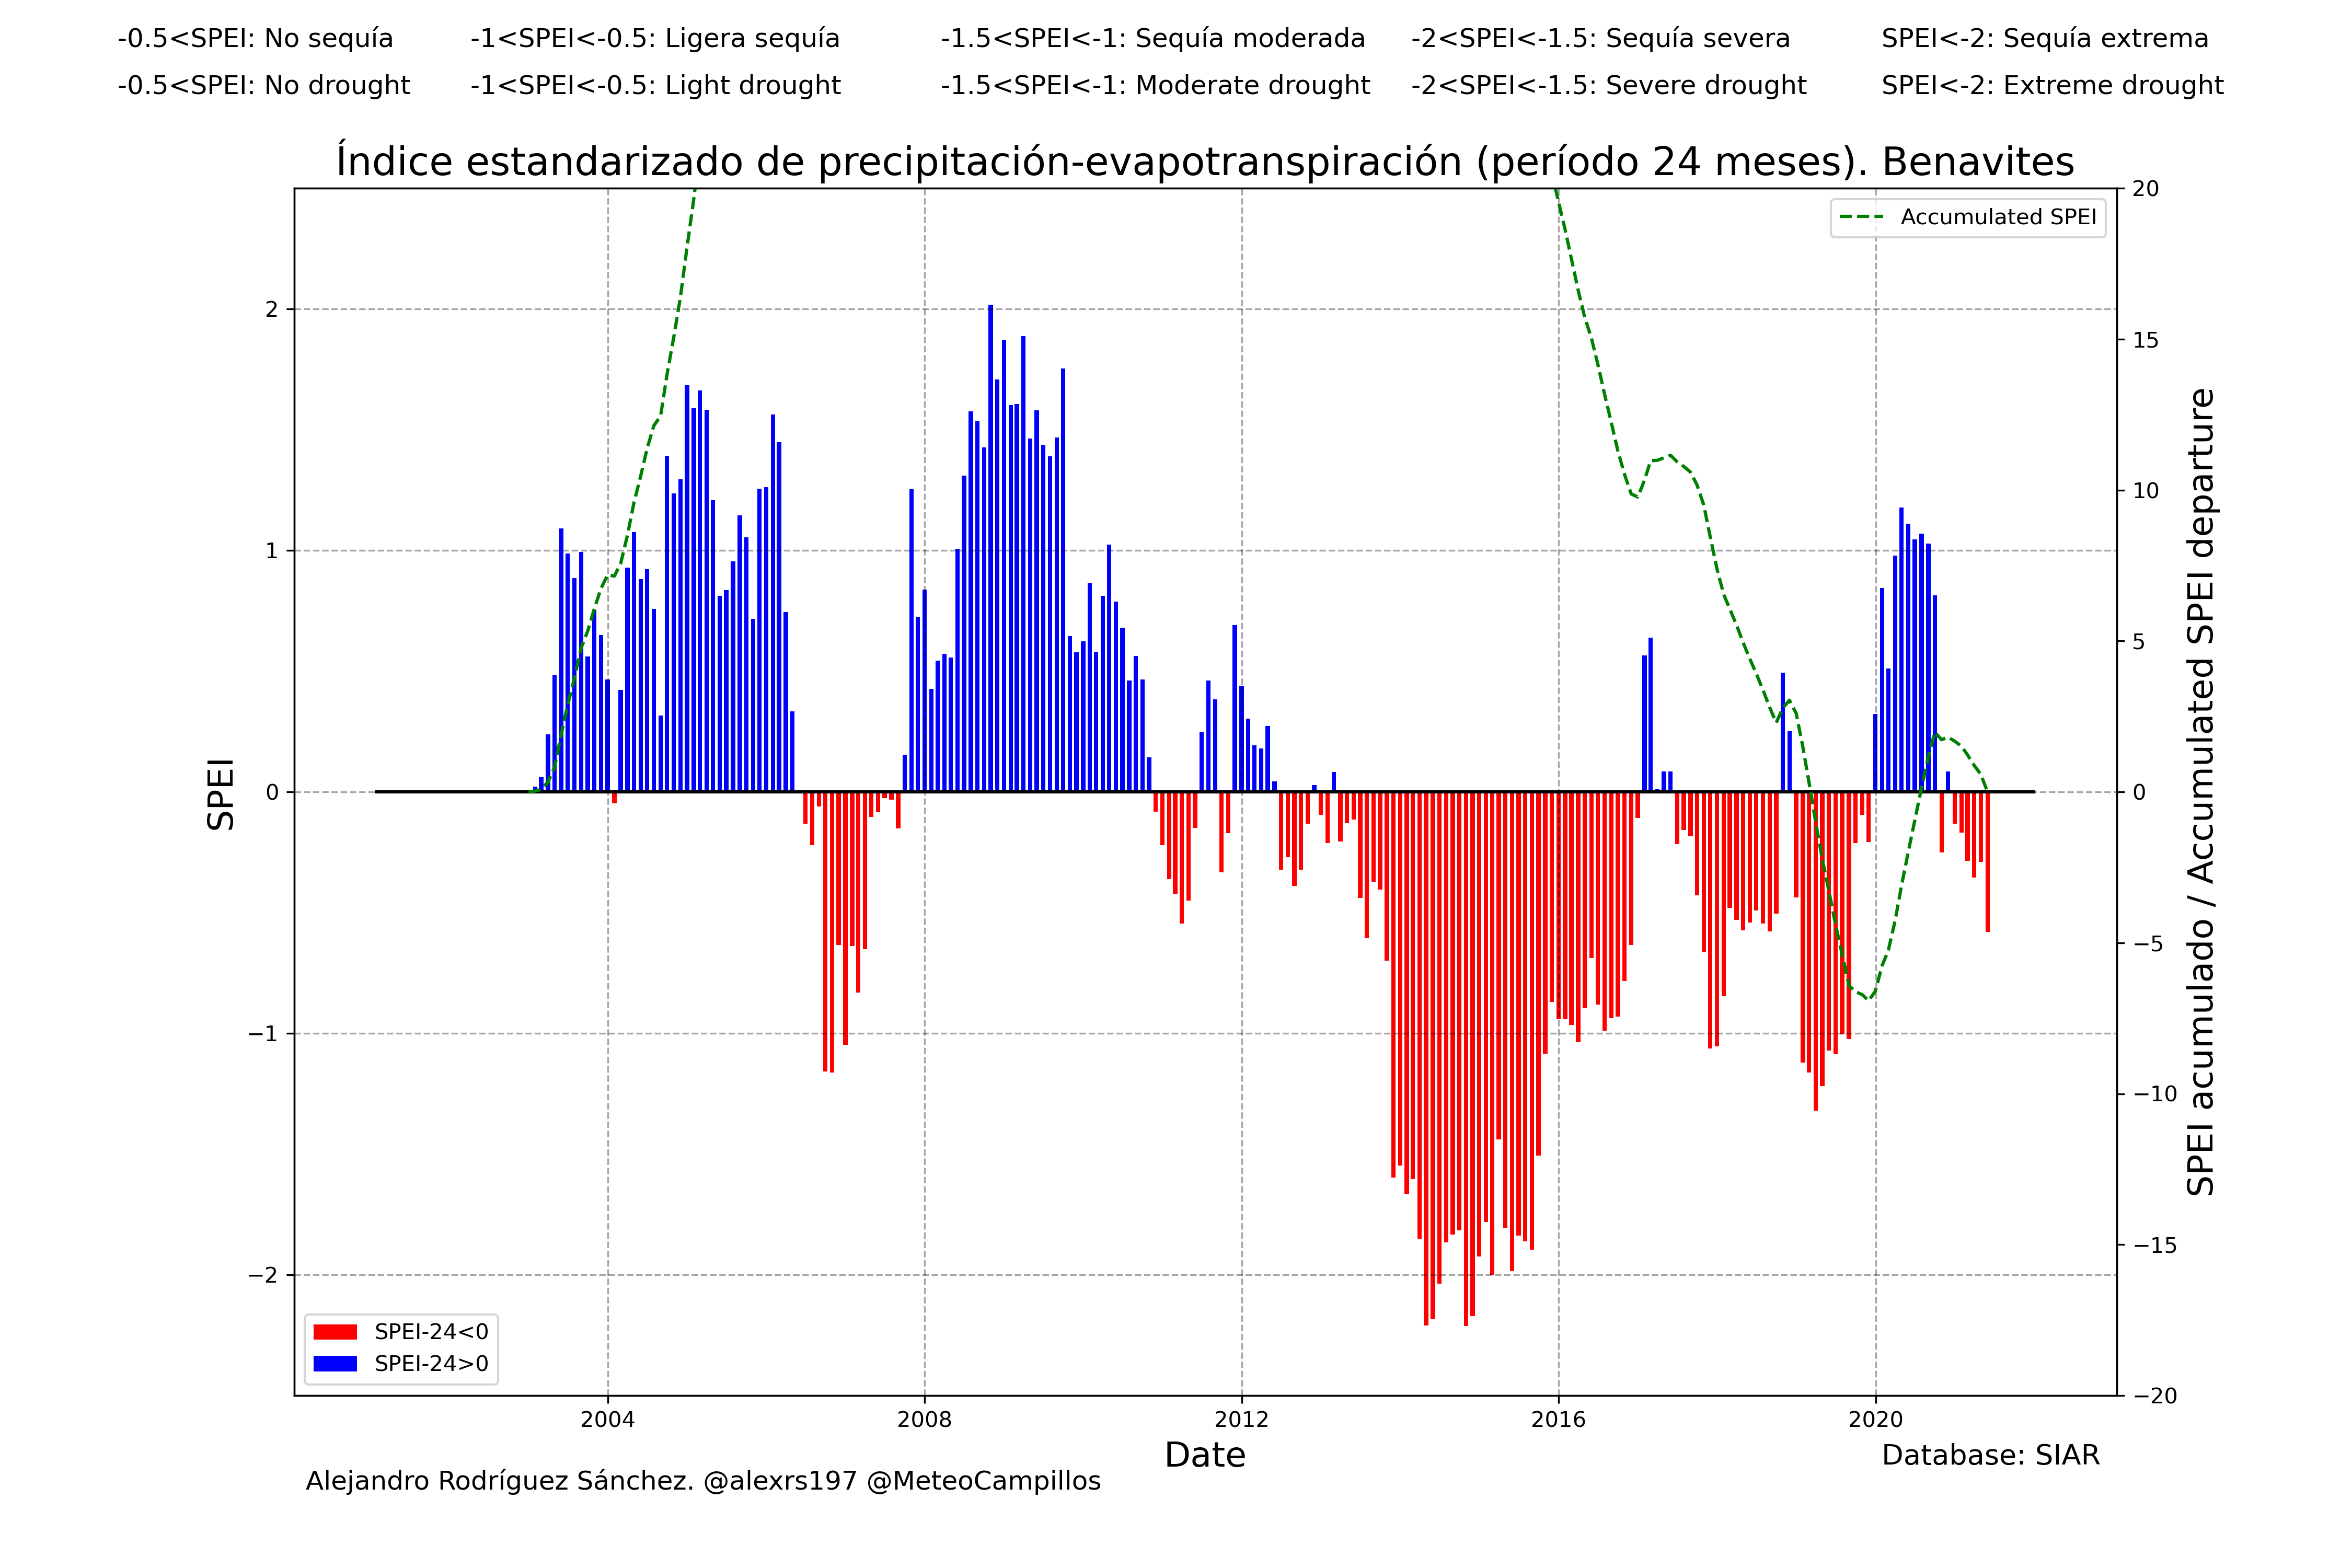 -0.5<SPEI: No sequía -1<SPEI<-0.5: Ligera sequía -1.5<SPEI<-1: Sequía moderada -2<SPEI<-1.5: Sequía severa SPEI<-2: Sequía extrema
-0.5<SPEI: No drought -1<SPEI<-0.5: Light drought -1.5<SPEI<-1: Moderate drought -2<SPEI<-1.5: Severe drought SPEI<-2: Extreme drought
Índice estandarizado de precipitación-evapotranspiración (período 24 meses). Benavites
Accumulated SPEI
SPEI
2
1
0
−1
−2
20
15
10
5
0
−5
−10
−15
−20
SPEI acumulado / Accumulated SPEI departure
SPEI-24<0
SPEI-24>0
2004 2008 2012 2016 2020
Date
Database: SIAR
Alejandro Rodríguez Sánchez. @alexrs197 @MeteoCampillos